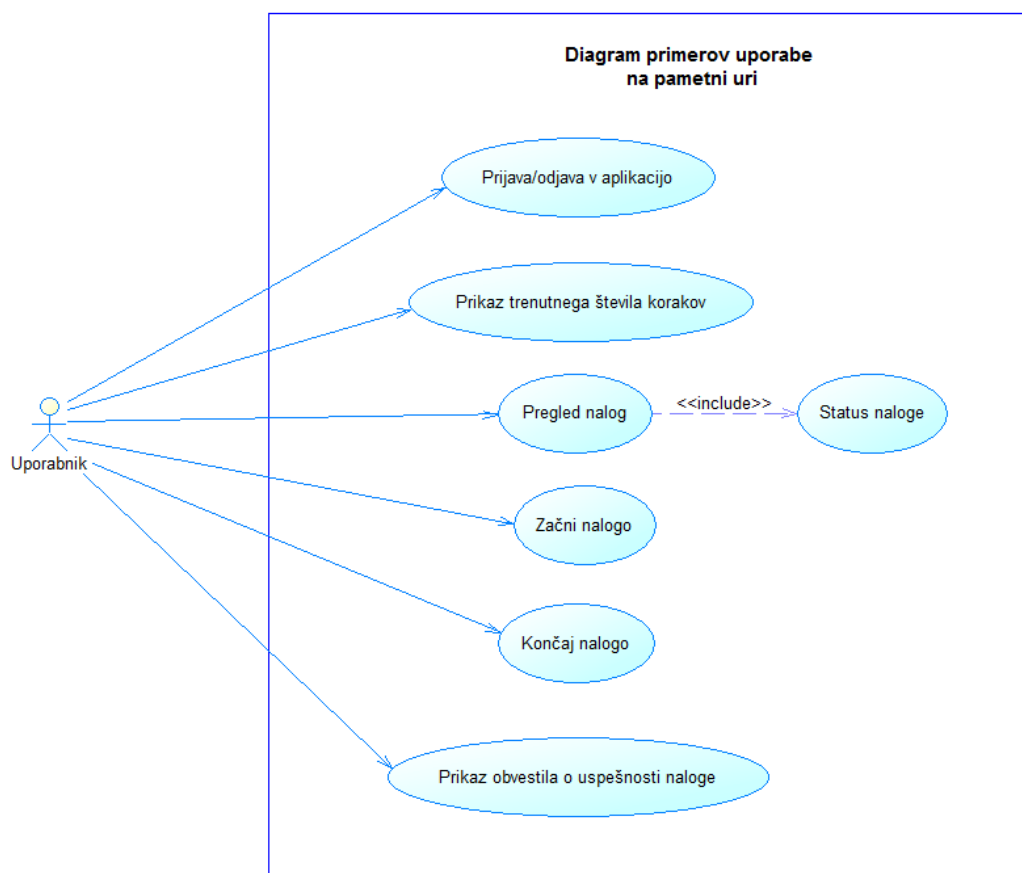 Diagram primerov uporabe
na pametni uri
Prijava/odjava v aplikacijo
Prikaz trenutnega števila korakov
Pregled nalog
<<include>>
Status naloge
Uporabnik
Začni nalogo
Končaj nalogo
Prikaz obvestila o uspešnosti naloge